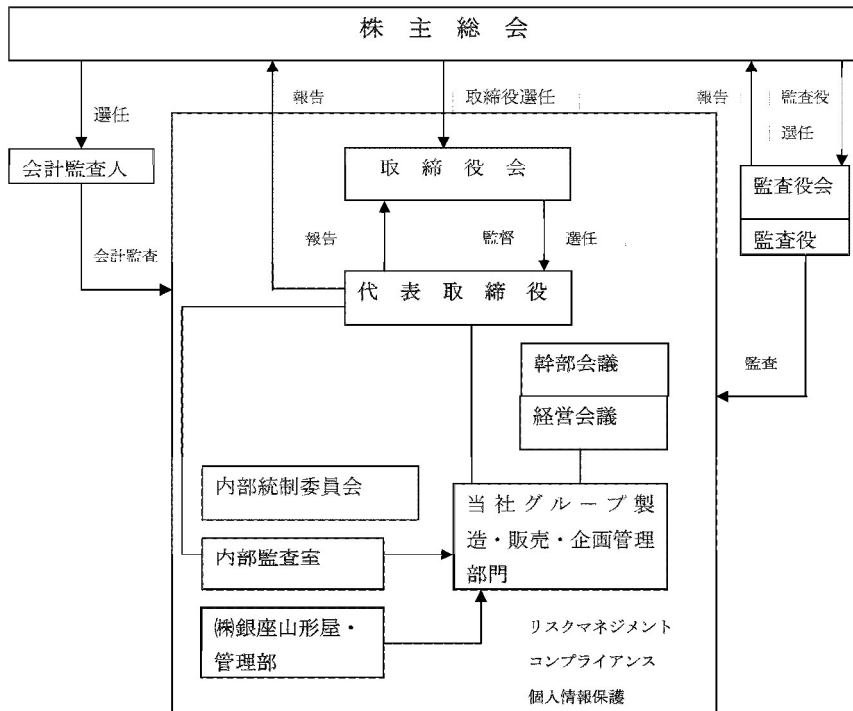 株主総会
選任
報告
取締役選任
報告
監査役
選任
会計監査人
取締役会
監査役会
監査役
報告
監督
選任
会計監査
代表取締役
幹部会議
経営会議
監査
内部統制委員会
当社グループ製
造・販売・企画管理
部門
内部監査室
㈱銀座山形屋・
管理部
リスクマネジメント
コンプライアンス
個人情報保護